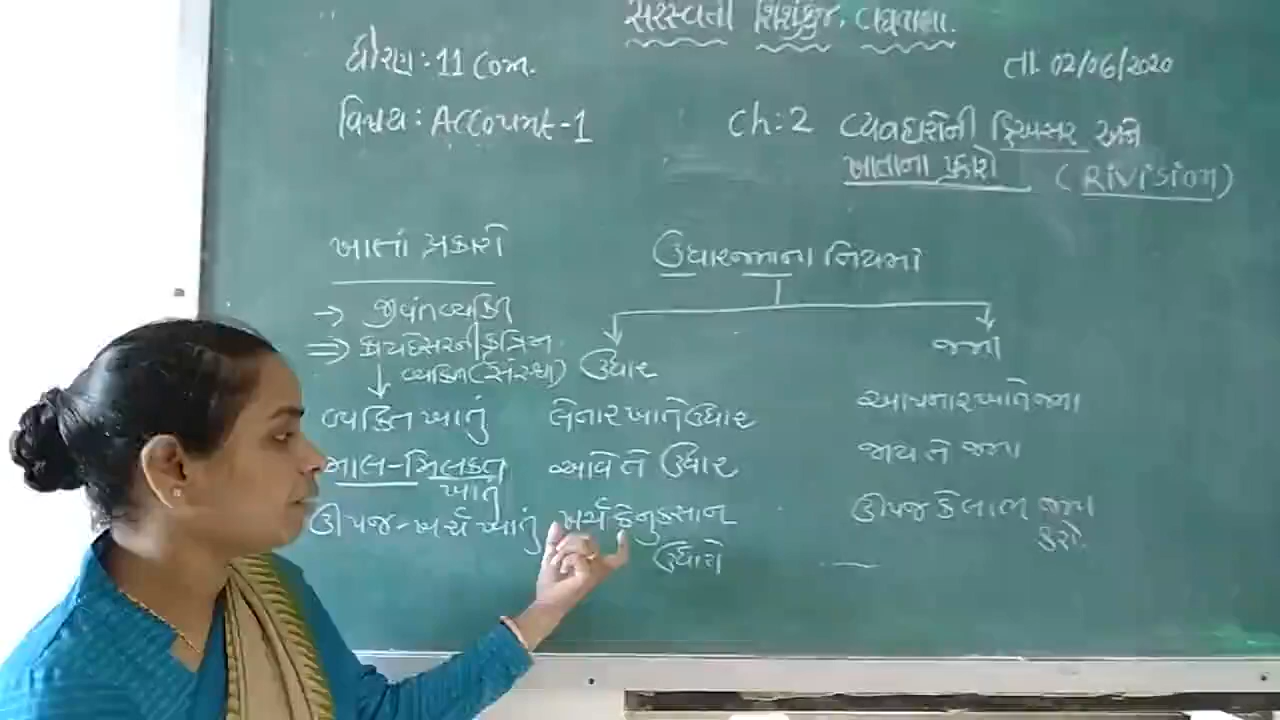 સરસ્વતી શિશુકુંજ,
ધોરણ : 11 Com.
તા. 02/06/2020
વિષય : Account-1
Ch : 2 વ્યવહારોની દ્વિઅસર અને
ખાતાના પ્રકારો (RIVISION)
ખાતાં પ્રકારો
→ જીવંત વ્યક્તિ
⇒ કાયદેસરની કૃત્રિમ
વ્યક્તિ (સંસ્થા)
વ્યક્તિ ખાતું
માલ-મિલકત
ખાતું
ઊપજ-ખર્ચ ખાતું
ઉધારજમાના નિયમો
ઉધાર
જમા
લેનાર ખાતે ઉધાર
આપનાર ખાતે જમા
આવે તે ઉધાર
જાય તે જમા
ખર્ચ કે નુકસાન
ઉધારો
ઊપજ કે લાભ જમા
કરો.